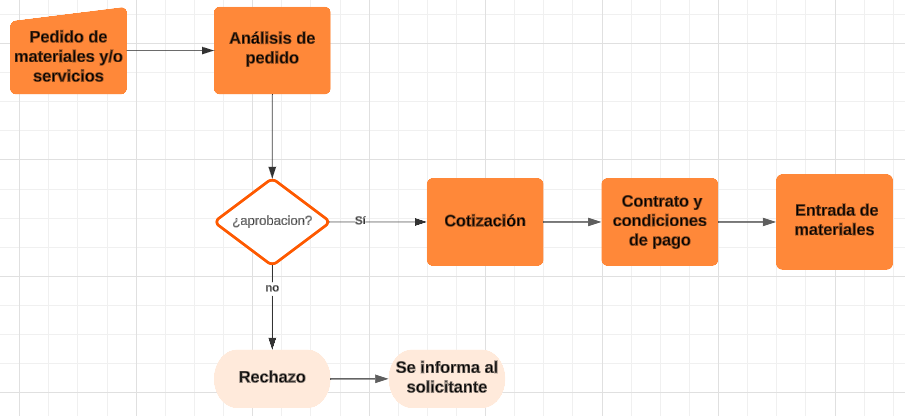 Pedido de
materiales y/o
servicios
Análisis de
pedido
¿aprobacion?
Sí
Cotización
Contrato y
condiciones
de pago
Entrada de
materiales
no
Rechazo
Se informa al
solicitante